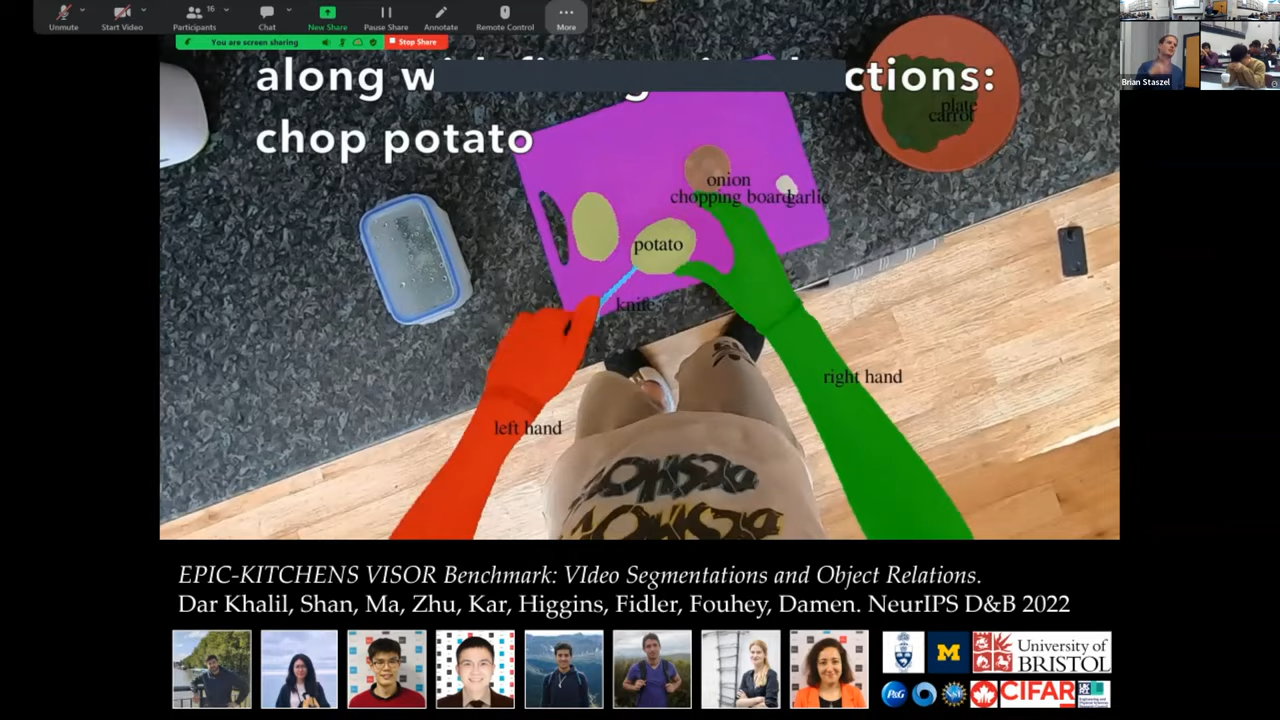 Unmute
Start Video
Participants
16
Chat
New Share
Pause Share
Annotate
Remote Control
More
You are screen sharing
Stop Share
Brian Staszel
along w ctions:
chop potato
plate
carrot
onion
chopping board
garlic
potato
knife
right hand
left hand
EPIC-KITCHENS VISOR Benchmark: VIdeo Segmentations and Object Relations.
Dar Khalil, Shan, Ma, Zhu, Kar, Higgins, Fidler, Fouhey, Damen. NeurIPS D&B 2022
M
University of
BRISTOL
P&G
NSF
CIFAR